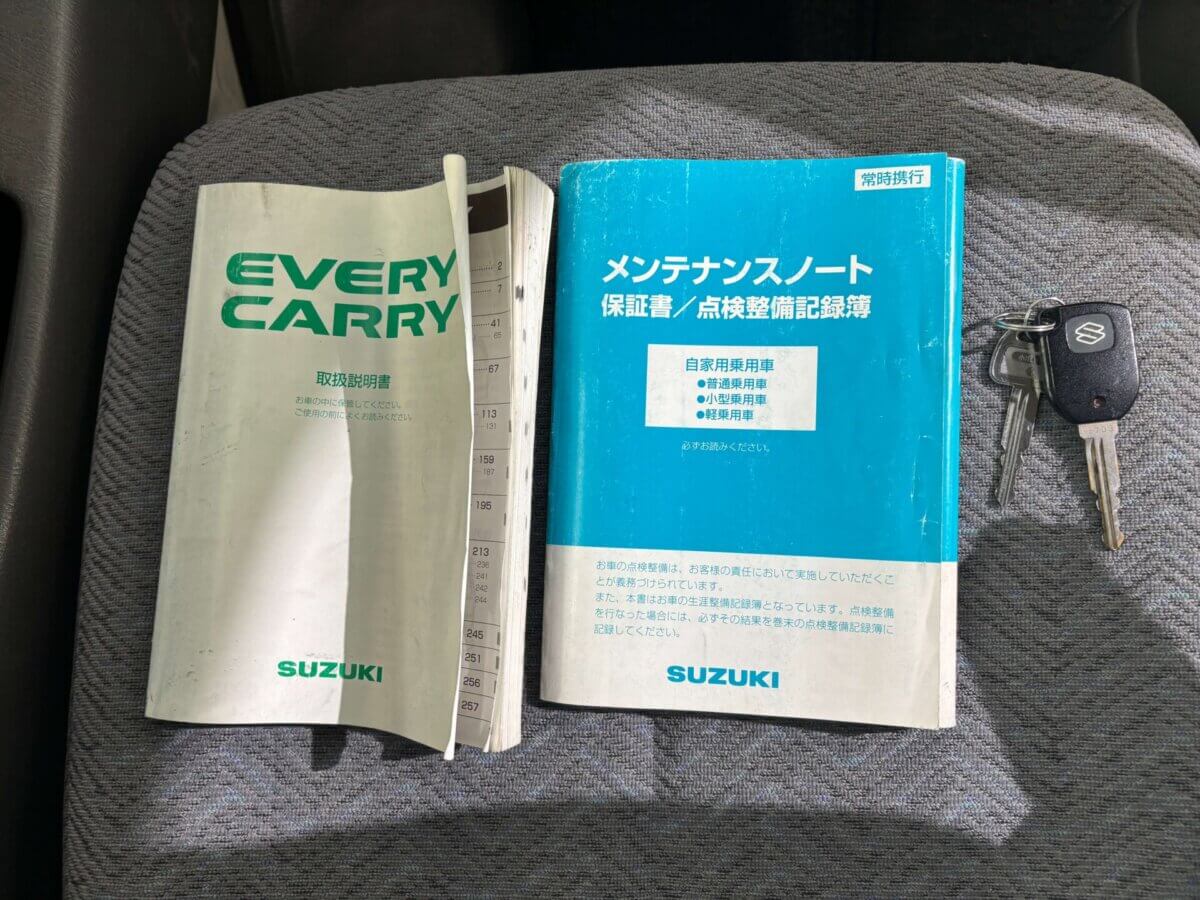 EVERY
CARRY
取扱説明書
お車の中に保管してください。
ご使用の前によくお読みください。
SUZUKI
2
7
41
65
67
113
131
159
187
195
213
236
241
242
244
245
251
256
257
常時携行
メンテナンスノート
保証書／点検整備記録簿
自家用乗用車
●普通乗用車
●小型乗用車
●軽乗用車
必ずお読みください。
お車の点検整備は、お客様の責任において実施していただくこ
とが義務づけられています。
また、本書はお車の生涯整備記録簿となっています。点検整備
を行なった場合には、必ずその結果を巻末の点検整備記録簿に
記録してください。
SUZUKI